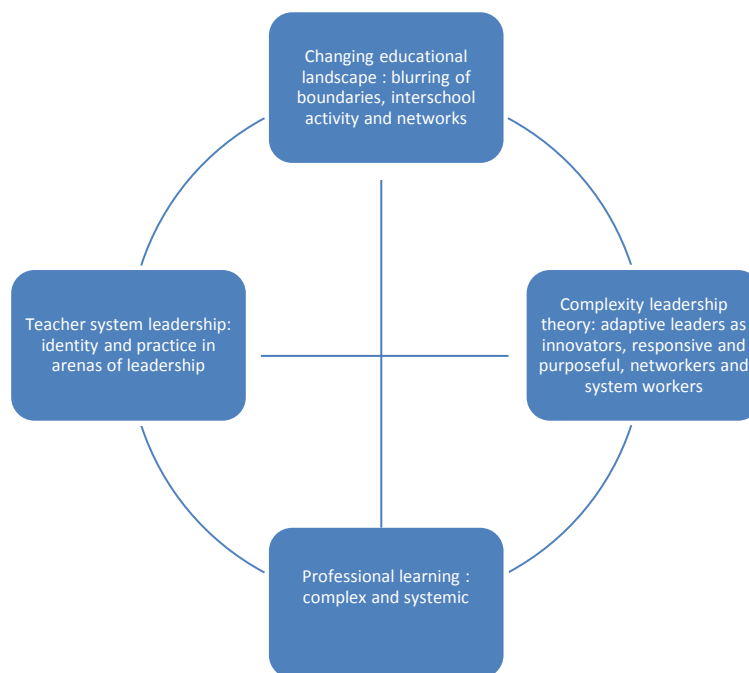 Changing educational
landscape : blurring of
boundaries, interschool
activity and networks
Teacher system leadership:
identity and practice in
arenas of leadership
Complexity leadership
theory: adaptive leaders as
innovators, responsive and
purposeful, networkers and
system workers
Professional learning :
complex and systemic